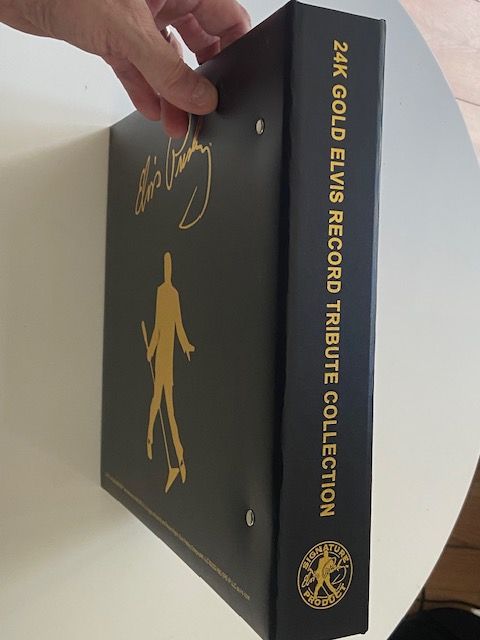 24K GOLD ELVIS RECORD TRIBUTE COLLECTION
SIGNATURE
PRODUCT
Elvis Presley